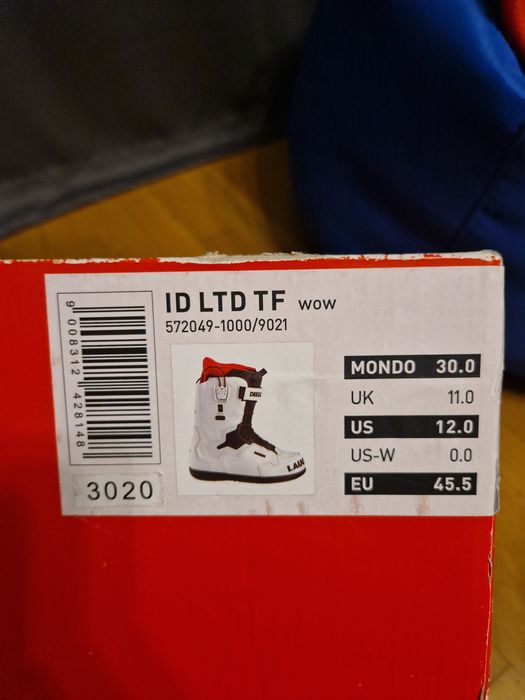 ID LTD TF wow
572049-1000/9021
9 008312 428148
3020
MONDO 30.0
UK 11.0
US 12.0
US-W 0.0
EU 45.5